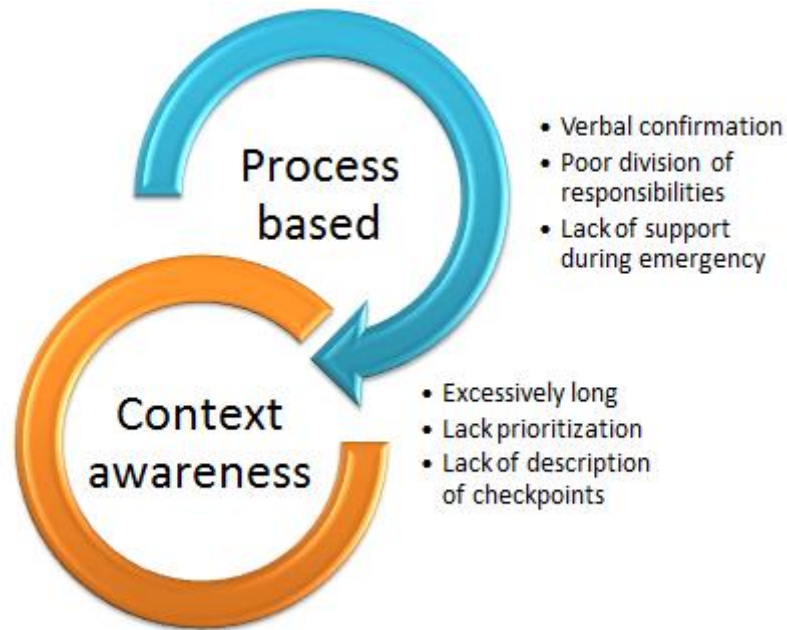 Process
based
• Verbal confirmation
• Poor division of
responsibilities
• Lack of support
during emergency
Context
awareness
• Excessively long
• Lack prioritization
• Lack of description
of checkpoints